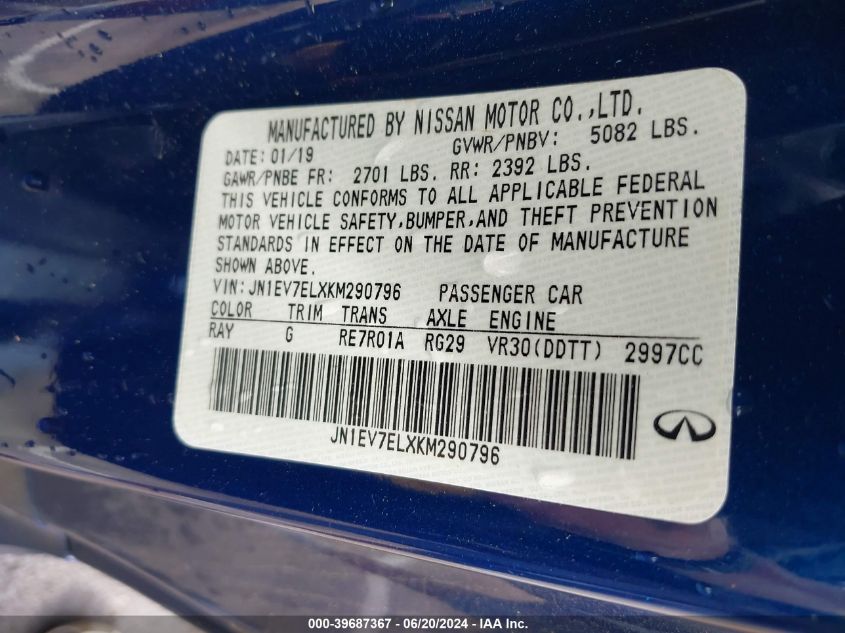 MANUFACTURED BY NISSAN MOTOR CO.,LTD.
DATE: 01/19 GVWR/PNBV: 5082 LBS.
GAWR/PNBE FR: 2701 LBS. RR: 2392 LBS.
THIS VEHICLE CONFORMS TO ALL APPLICABLE FEDERAL
MOTOR VEHICLE SAFETY,BUMPER,AND THEFT PREVENTION
STANDARDS IN EFFECT ON THE DATE OF MANUFACTURE
SHOWN ABOVE.
VIN:JN1EV7ELXKM290796 PASSENGER CAR
COLOR TRIM TRANS AXLE ENGINE
RAY G RE7R01A RG29 VR30(DDTT) 2997CC
JN1EV7ELXKM290796
000-39687367 - 06/20/2024 - IAA Inc.